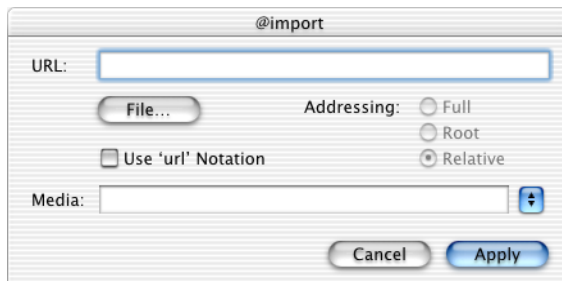 @import
URL:
File... Addressing: Full
Root
Use ‘url’ Notation Relative
Media:
Cancel Apply